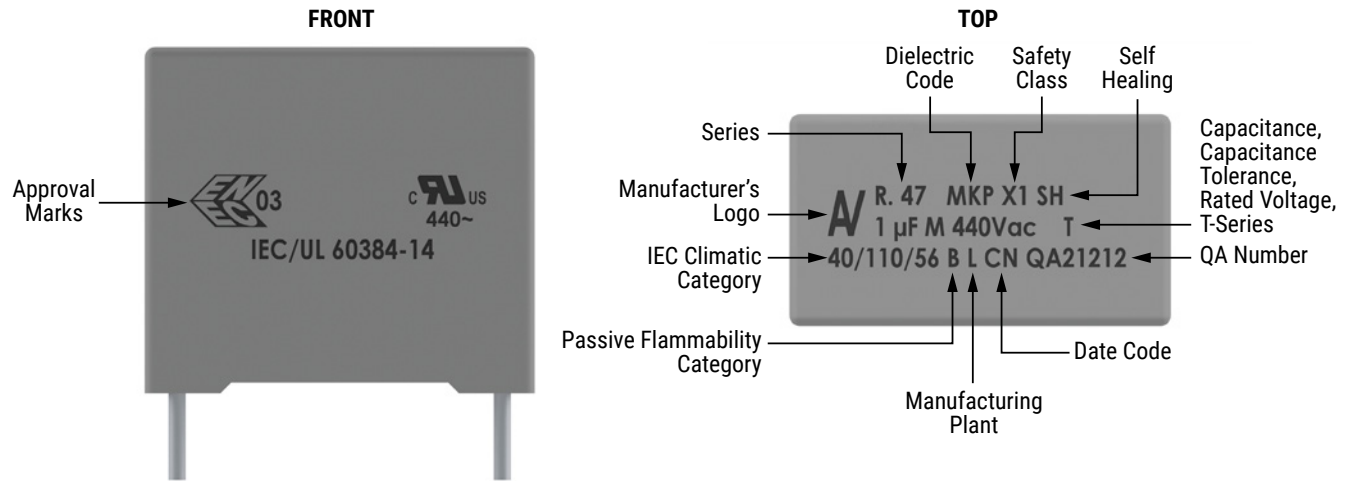 FRONT
Approval
Marks
ENEC 03
C RU US
440~
IEC/UL 60384-14
TOP
Dielectric
Code
Safety
Class
Self
Healing
Series
Manufacturer's
Logo
IEC Climatic
Category
Passive Flammability
Category
R. 47 MKP X1 SH
1 µF M 440Vac T
40/110/56 B L CN QA21212
Capacitance,
Capacitance
Tolerance,
Rated Voltage,
T-Series
QA Number
Date Code
Manufacturing
Plant